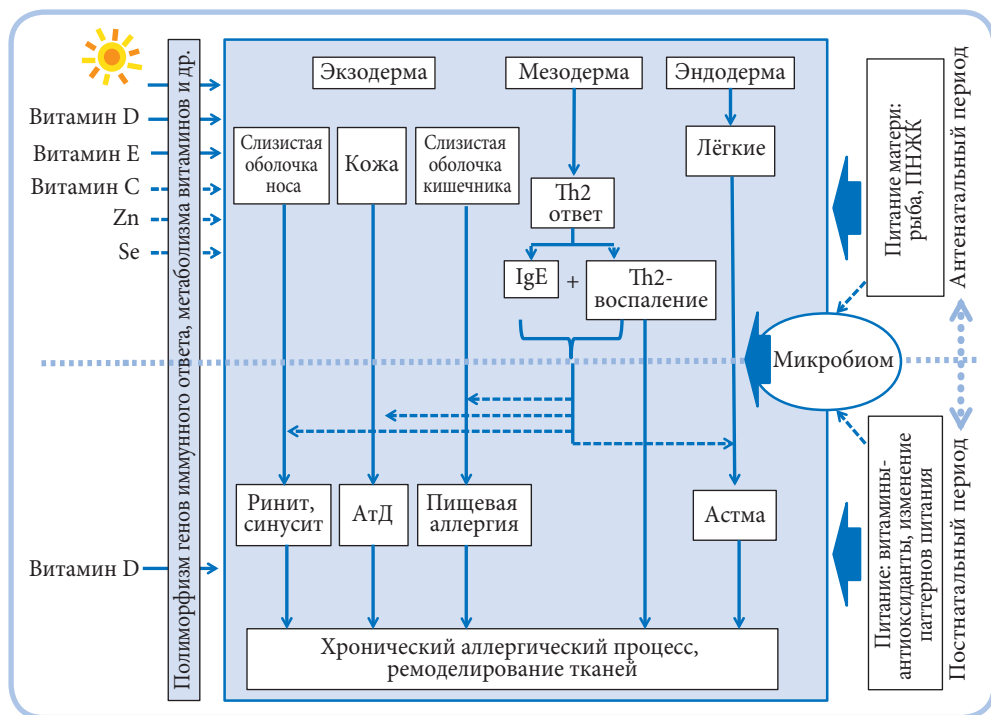 Экзодерма
Мезодерма
Эндодерма
Витамин D
Витамин E
Витамин C
Zn
Se
Витамин D
Полиморфизм генов иммунного ответа, метаболизма витаминов и др.
Слизистая
оболочка
носа
Кожа
Слизистая
оболочка
кишечника
Лёгкие
Th2
ответ
IgE
+
Th2-
воспаление
Микробиом
Ринит,
синусит
АтД
Пищевая
аллергия
Астма
Хронический аллергический процесс,
ремоделирование тканей
Питание матери:
рыба, ПНЖК
Антенатальный период
Питание: витамины-
антиоксиданты, изменение
паттернов питания
Постнатальный период